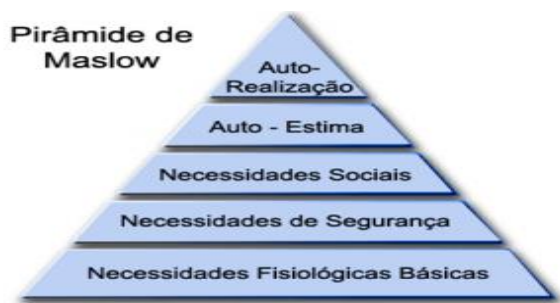 Pirâmide de
Maslow
Auto-
Realização
Auto - Estima
Necessidades Sociais
Necessidades de Segurança
Necessidades Fisiológicas Básicas